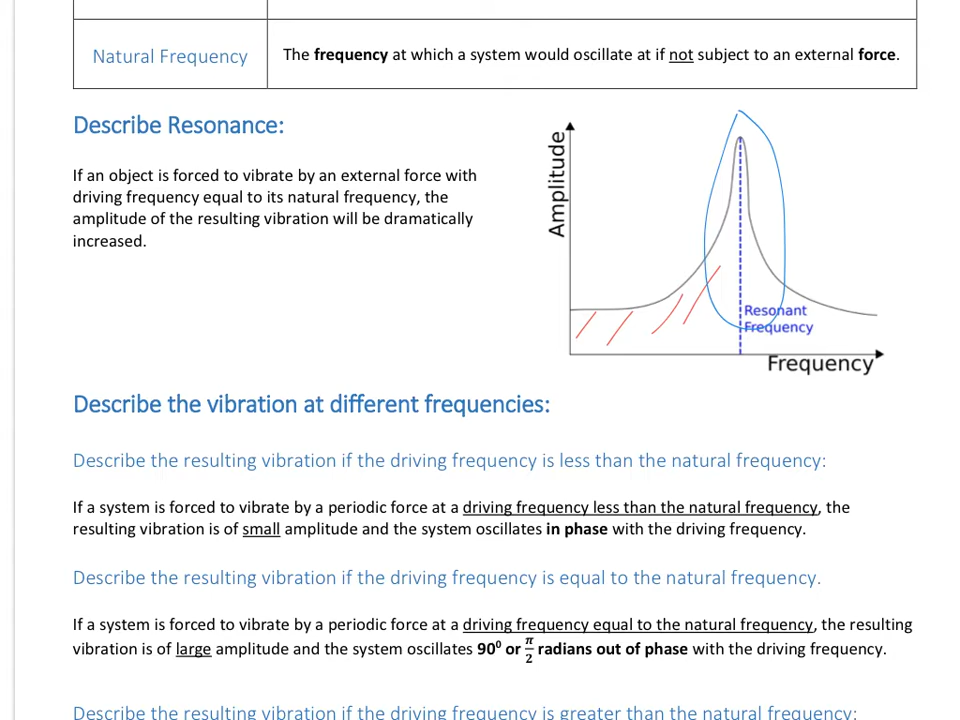 Natural Frequency
The frequency at which a system would oscillate at if not subject to an external force.
Describe Resonance:
If an object is forced to vibrate by an external force with
driving frequency equal to its natural frequency, the
amplitude of the resulting vibration will be dramatically
increased.
Amplitude
Resonant
Frequency
Frequency
Describe the vibration at different frequencies:
Describe the resulting vibration if the driving frequency is less than the natural frequency:
If a system is forced to vibrate by a periodic force at a driving frequency less than the natural frequency, the
resulting vibration is of small amplitude and the system oscillates in phase with the driving frequency.
Describe the resulting vibration if the driving frequency is equal to the natural frequency.
If a system is forced to vibrate by a periodic force at a driving frequency equal to the natural frequency, the resulting
vibration is of large amplitude and the system oscillates 90⁰ or π/2 radians out of phase with the driving frequency.
Describe the resulting vibration if the driving frequency is greater than the natural frequency: